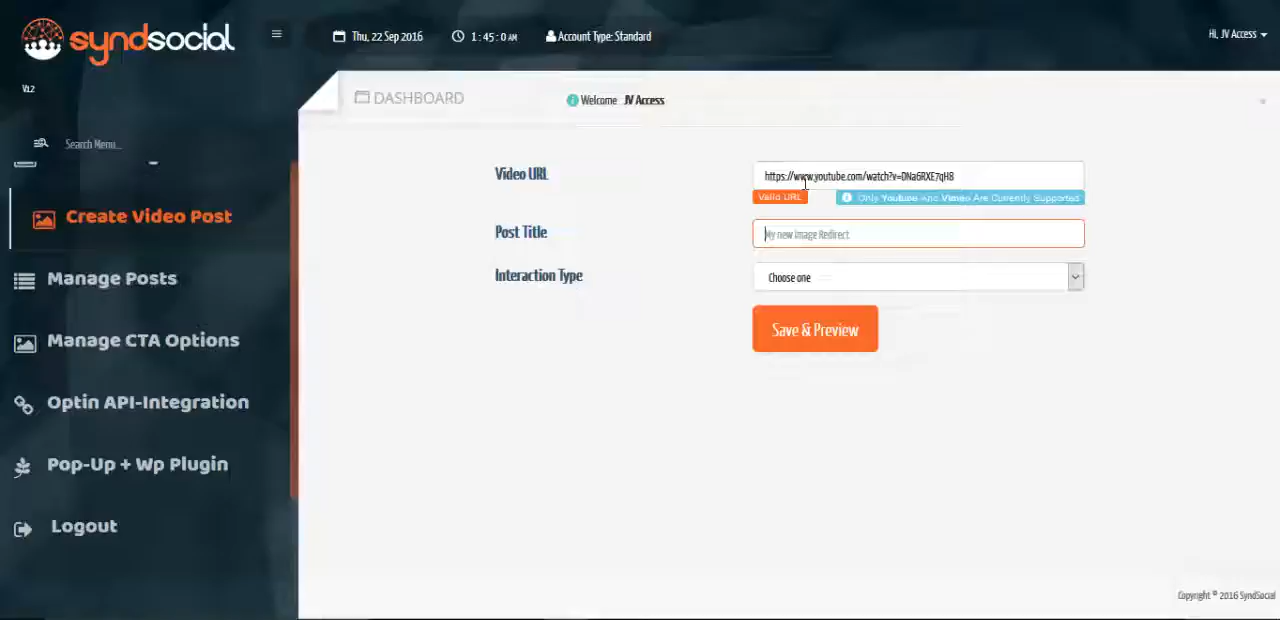 syndsocial
Thu, 22 Sep 2016
1:45:0 AM
Account Type: Standard
Hi, JV Access
V1.2
DASHBOARD
Welcome JV Access
Search Menu...
Video URL
https://www.youtube.com/watch?v=DNa6RXE7qH8
Valid URL
Only Youtube And Vimeo Are Currently Supported
Create Video Post
Post Title
My new Image Redirect
Manage Posts
Interaction Type
Choose one
Save & Preview
Manage CTA Options
Optin API-Integration
Pop-Up + Wp Plugin
Logout
Copyright © 2016 SyndSocial